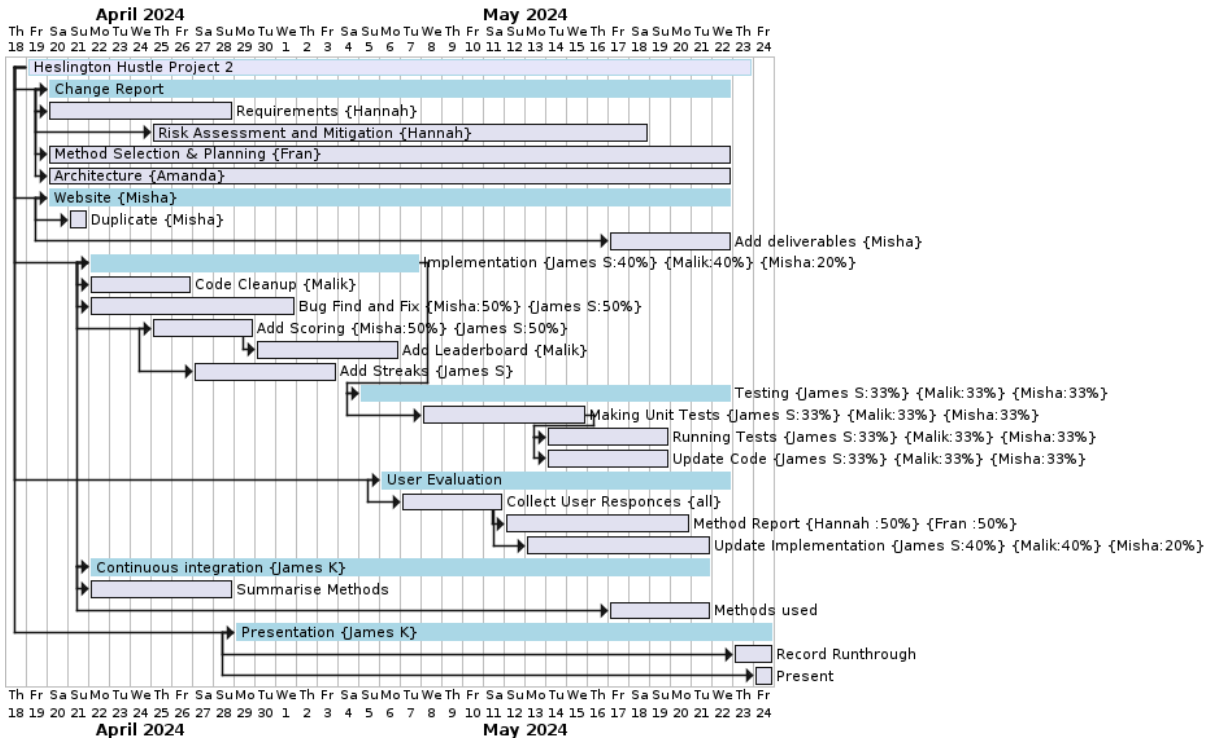 April 2024 May 2024
Th Fr Sa Su Mo Tu We Th Fr Sa Su Mo Tu We Th Fr Sa Su Mo Tu We Th Fr Sa Su Mo Tu We Th Fr Sa Su Mo Tu We Th Fr
18 19 20 21 22 23 24 25 26 27 28 29 30 1 2 3 4 5 6 7 8 9 10 11 12 13 14 15 16 17 18 19 20 21 22 23 24
Heslington Hustle Project 2
Change Report
Requirements {Hannah}
Risk Assessment and Mitigation {Hannah}
Method Selection & Planning {Fran}
Architecture {Amanda}
Website {Misha}
Duplicate {Misha}
Add deliverables {Misha}
Implementation {James S:40%} {Malik:40%} {Misha:20%}
Code Cleanup {Malik}
Bug Find and Fix {Misha:50%} {James S:50%}
Add Scoring {Misha:50%} {James S:50%}
Add Leaderboard {Malik}
Add Streaks {James S}
Testing {James S:33%} {Malik:33%} {Misha:33%}
Making Unit Tests {James S:33%} {Malik:33%} {Misha:33%}
Running Tests {James S:33%} {Malik:33%} {Misha:33%}
Update Code {James S:33%} {Malik:33%} {Misha:33%}
User Evaluation
Collect User Responces {all}
Method Report {Hannah :50%} {Fran :50%}
Update Implementation {James S:40%} {Malik:40%} {Misha:20%}
Continuous integration {James K}
Summarise Methods
Methods used
Presentation {James K}
Record Runthrough
Present
Th Fr Sa Su Mo Tu We Th Fr Sa Su Mo Tu We Th Fr Sa Su Mo Tu We Th Fr Sa Su Mo Tu We Th Fr Sa Su Mo Tu We Th Fr
18 19 20 21 22 23 24 25 26 27 28 29 30 1 2 3 4 5 6 7 8 9 10 11 12 13 14 15 16 17 18 19 20 21 22 23 24
April 2024 May 2024